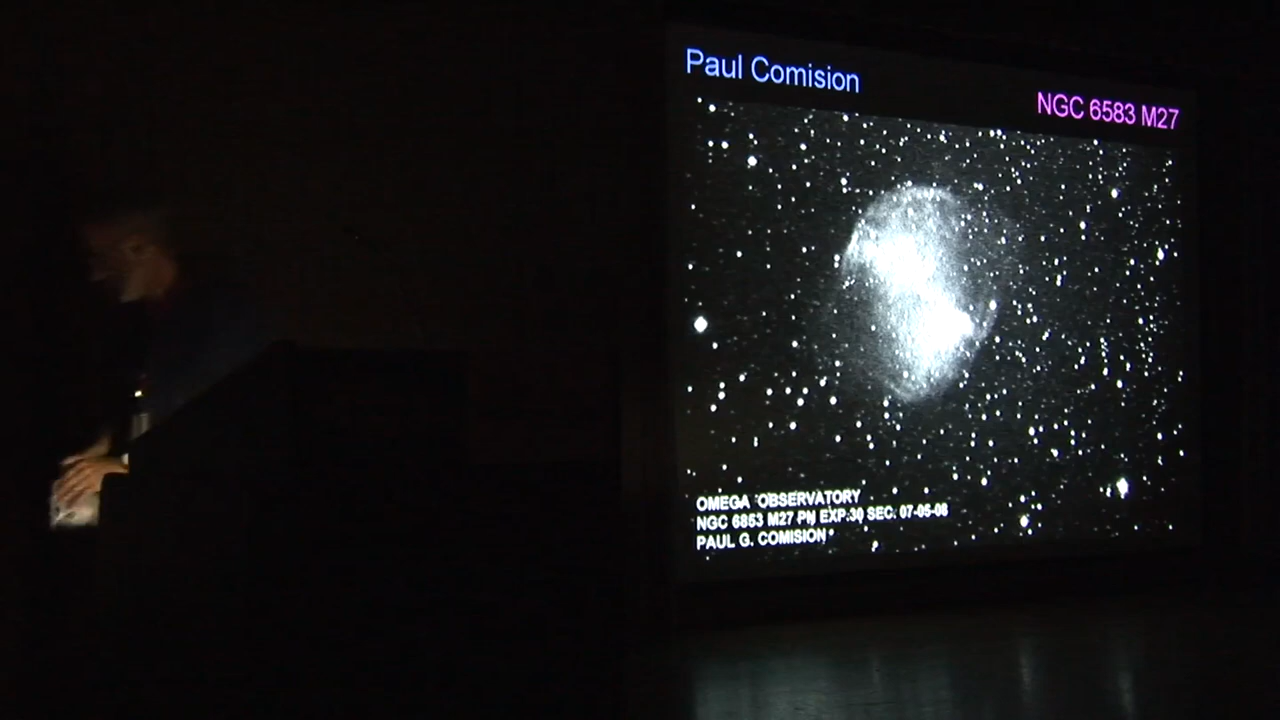 Paul Comision
NGC 6583 M27
OMEGA OBSERVATORY
NGC 6853 M27 PN EXP:30 SEC. 07-05-08
PAUL G. COMISION